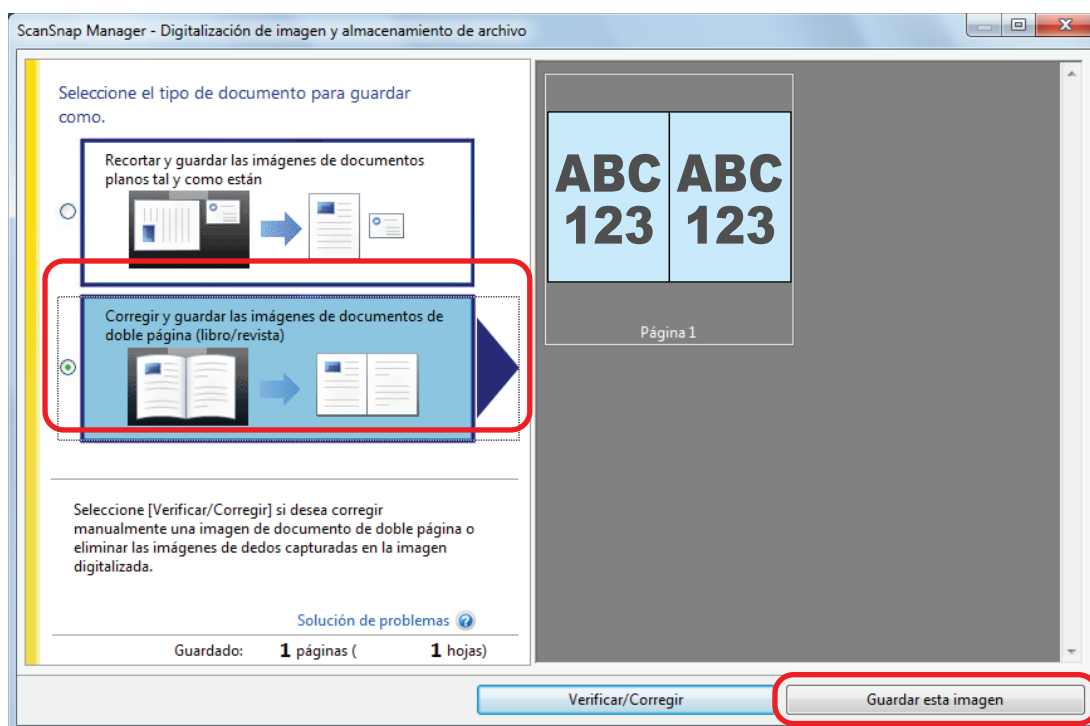 ScanSnap Manager - Digitalización de imagen y almacenamiento de archivo
Seleccione el tipo de documento para guardar
como.
Recortar y guardar las imágenes de documentos
planos tal y como están
Corregir y guardar las imágenes de documentos de
doble página (libro/revista)
Seleccione [Verificar/Corregir] si desea corregir
manualmente una imagen de documento de doble página o
eliminar las imágenes de dedos capturadas en la imagen
digitalizada.
Solución de problemas ?
Guardado: 1 páginas ( 1 hojas)
ABC ABC
123 123
Página 1
Verificar/Corregir
Guardar esta imagen